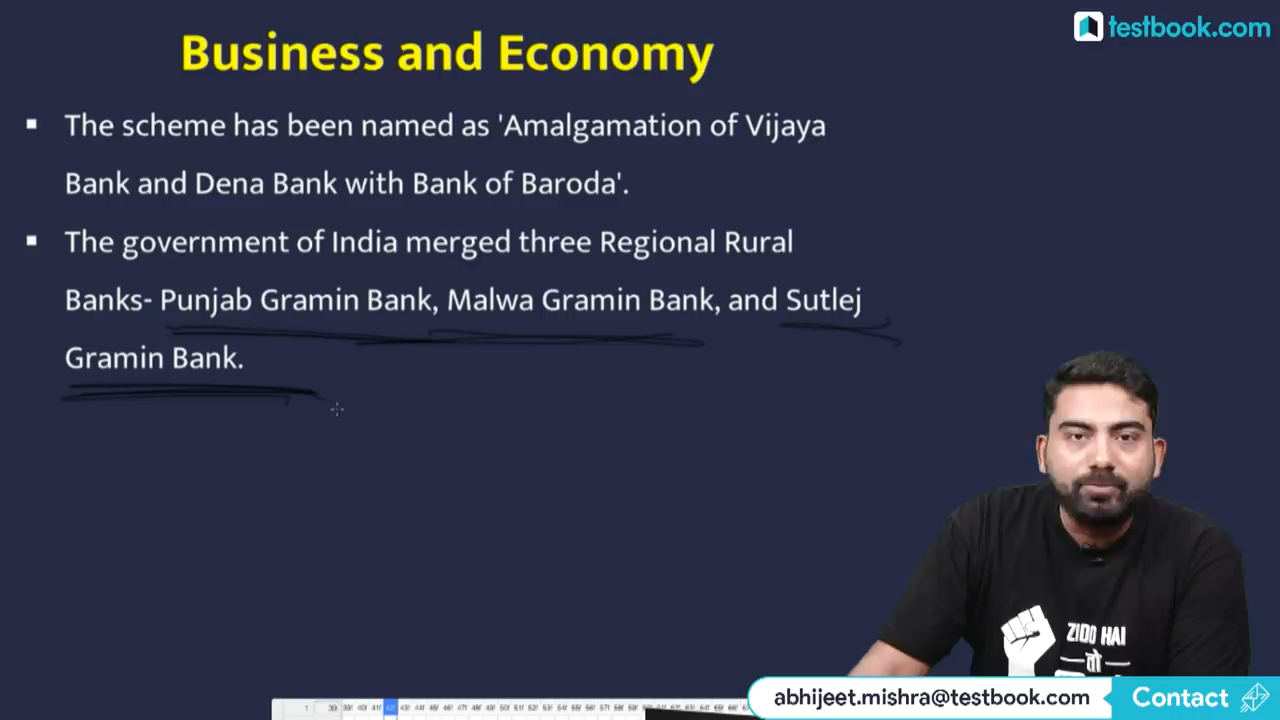 testbook.com
Business and Economy
The scheme has been named as 'Amalgamation of Vijaya
Bank and Dena Bank with Bank of Baroda'.
The government of India merged three Regional Rural
Banks- Punjab Gramin Bank, Malwa Gramin Bank, and Sutlej
Gramin Bank.
ZIDD HAI
तो
abhijeet.mishra@testbook.com Contact